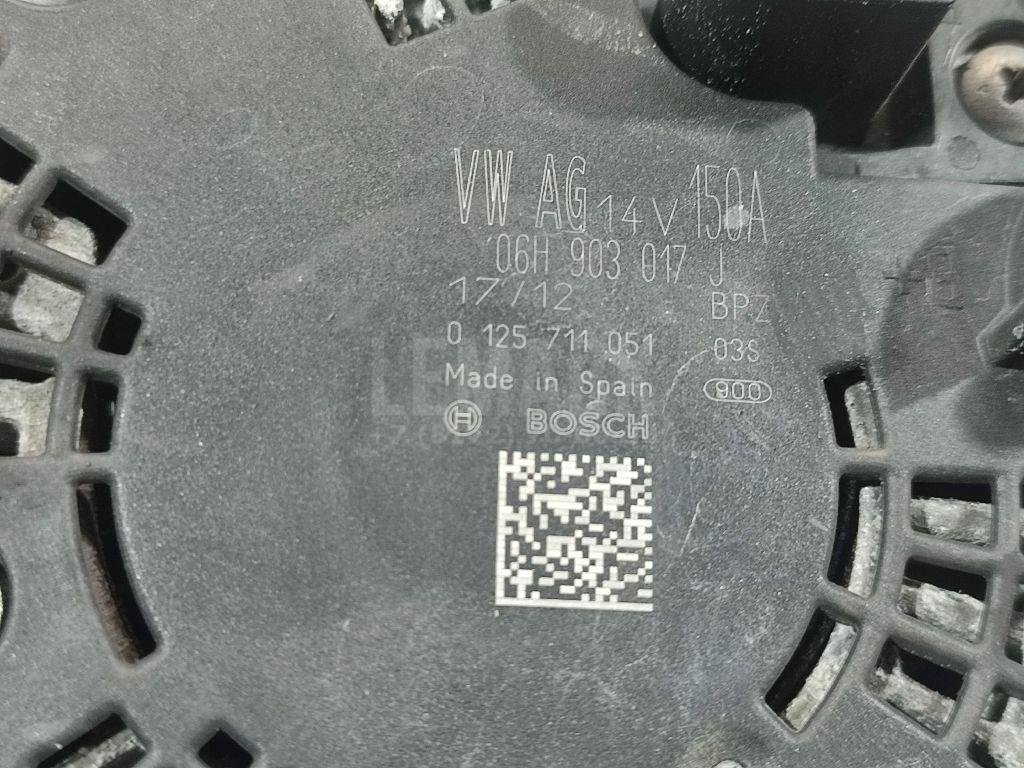 VW AG 14V 150A
06H 903 017 J
17/12 BPZ
0 125 711 051 03S
Made in Spain 900
BOSCH